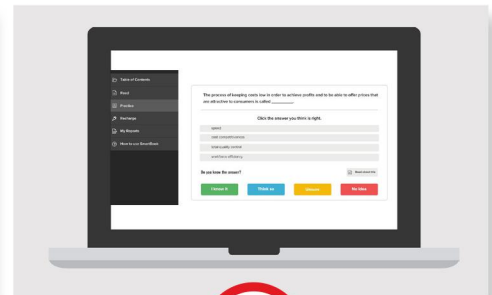 Table of Contents
Read
Practice
Recharge
My Reports
How to use SmartBook
The process of keeping costs low in order to achieve profits and to be able to offer prices that
are attractive to consumers is called ________.
Click the answer you think is right.
speed
cost competitiveness
total quality control
workforce efficiency
Do you know the answer?
Read about this
I know it
Think so
Unsure
No idea